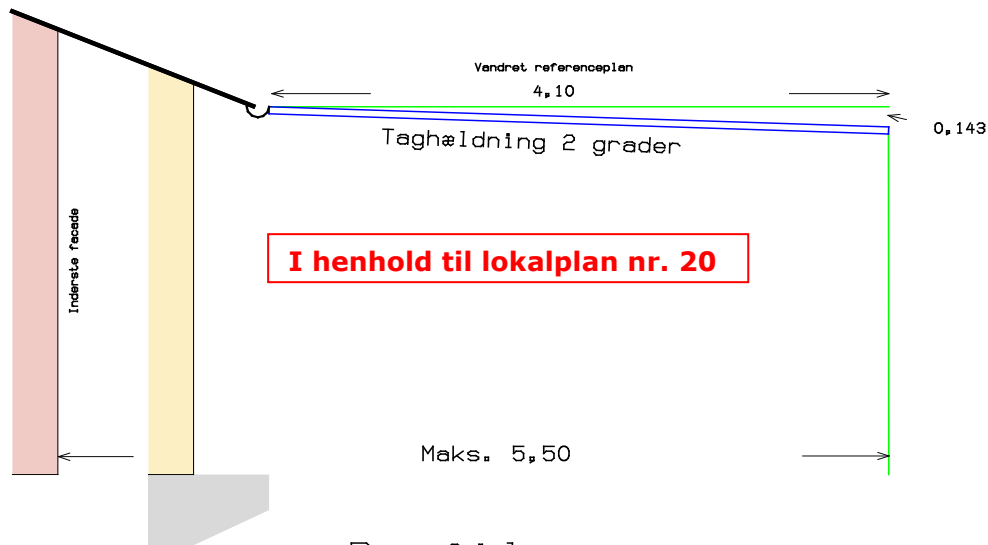 Vandret referenceplan
4,10
0,143
Taghældning 2 grader
Inderste facade
I henhold til lokalplan nr. 20
Maks. 5,50